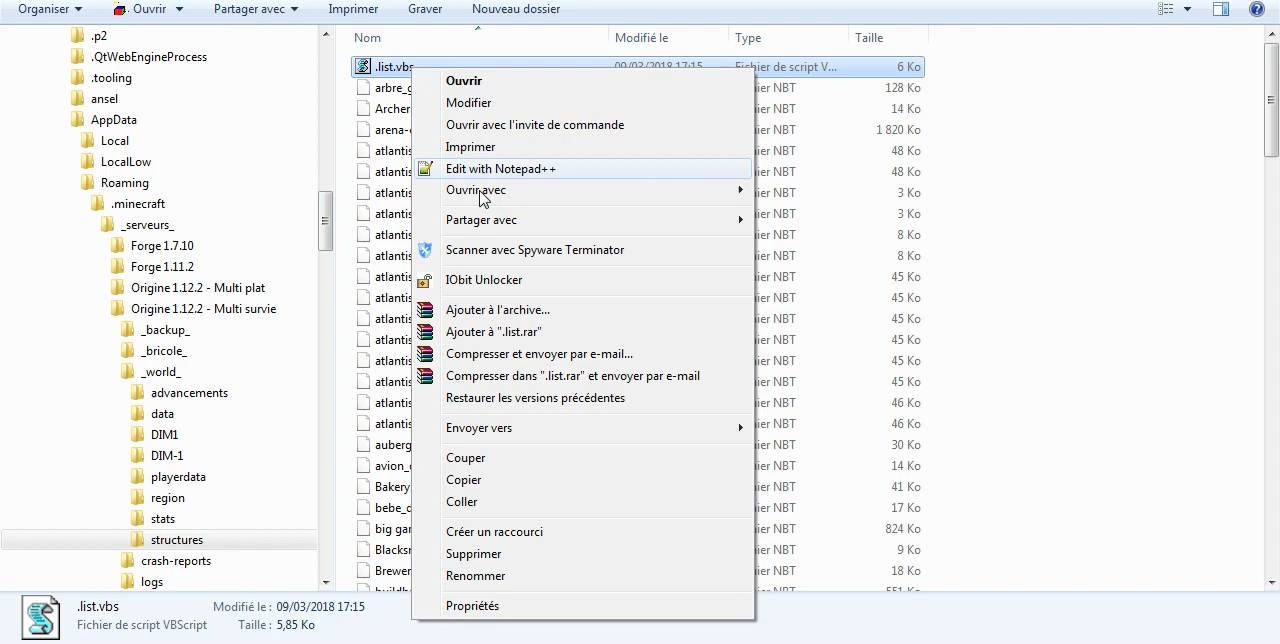 Organiser Ouvrir Partager avec Imprimer Graver Nouveau dossier
.p2
.QtWebEngineProcess
.tooling
ansel
AppData
Local
LocalLow
Roaming
.minecraft
_serveurs_
Forge 1.7.10
Forge 1.11.2
Origine 1.12.2 - Multi plat
Origine 1.12.2 - Multi survie
_backup_
_bricole_
_world_
advancements
data
DIM1
DIM-1
playerdata
region
stats
structures
crash-reports
logs
Nom Modifié le Type Taille
.list.vbs 09/03/2018 17:15 Fichier de script V... 6 Ko
arbre_g ier NBT 128 Ko
Archer ier NBT 14 Ko
arena- ier NBT 1 820 Ko
atlantis ier NBT 48 Ko
atlantis ier NBT 48 Ko
atlantis ier NBT 3 Ko
atlantis ier NBT 3 Ko
atlantis ier NBT 8 Ko
atlantis ier NBT 8 Ko
atlantis ier NBT 45 Ko
atlantis ier NBT 45 Ko
atlantis ier NBT 45 Ko
atlantis ier NBT 45 Ko
atlantis ier NBT 45 Ko
atlantis ier NBT 45 Ko
atlantis ier NBT 46 Ko
atlantis ier NBT 46 Ko
auberg ier NBT 30 Ko
avion_ ier NBT 14 Ko
Bakery ier NBT 41 Ko
bebe_d ier NBT 17 Ko
big gar ier NBT 824 Ko
Blacksr ier NBT 9 Ko
Brewer ier NBT 18 Ko
Ouvrir
Modifier
Ouvrir avec l'invite de commande
Imprimer
Edit with Notepad++
Ouvrir avec
Partager avec
Scanner avec Spyware Terminator
IObit Unlocker
Ajouter à l'archive...
Ajouter à ".list.rar"
Compresser et envoyer par e-mail...
Compresser dans ".list.rar" et envoyer par e-mail
Restaurer les versions précédentes
Envoyer vers
Couper
Copier
Coller
Créer un raccourci
Supprimer
Renommer
Propriétés
.list.vbs Modifié le : 09/03/2018 17:15
Fichier de script VBScript Taille : 5,85 Ko